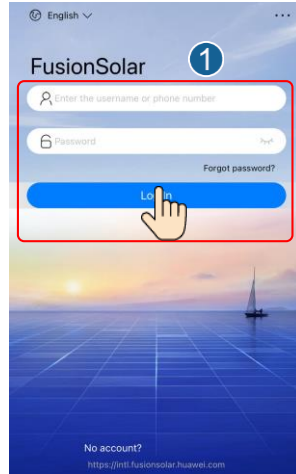 English
FusionSolar
1
Enter the username or phone number
Password
Forgot password?
Log In
No account?
https://intl.fusionsolar.huawei.com